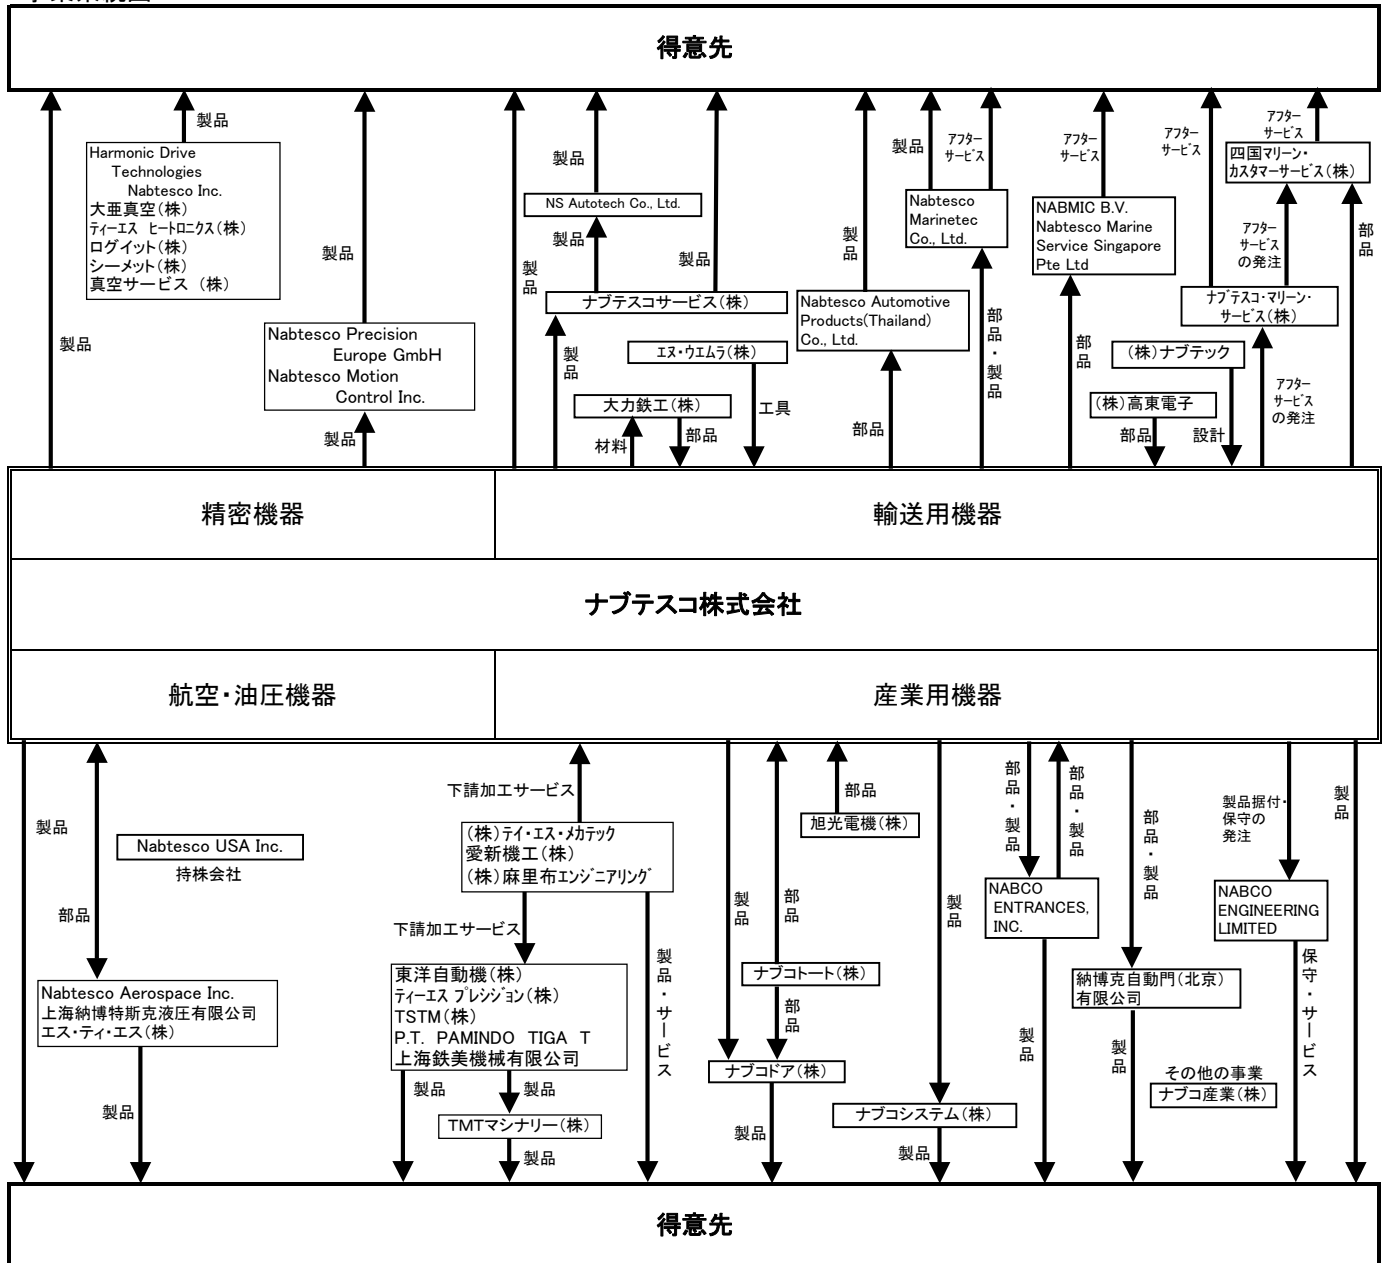 得意先
製品
Harmonic Drive
Technologies
Nabtesco Inc.
大亜真空(株)
ティーエス ヒートロニクス(株)
ログイット(株)
シーメット(株)
真空サービス (株)
製品
製品
Nabtesco Precision
Europe GmbH
Nabtesco Motion
Control Inc.
製品
製品
製品
NS Autotech Co., Ltd.
製品
製品
ナブテスコサービス(株)
製品
エヌ・ウエムラ(株)
大力鉄工(株)
工具
材料
部品
製品
Nabtesco Automotive
Products(Thailand)
Co., Ltd.
部品
製品
アフター
サービス
Nabtesco
Marinetec
Co., Ltd.
部品・製品
アフター
サービス
NABMIC B.V.
Nabtesco Marine
Service Singapore
Pte Ltd
部品
アフター
サービス
アフター
サービス
四国マリーン・
カスタマーサービス(株)
アフター
サービス
の発注
部品
ナブテスコ・マリーン・
サービス(株)
(株)ナブテック
(株)高東電子
部品
設計
アフター
サービス
の発注
精密機器
輸送用機器
ナブテスコ株式会社
航空・油圧機器
産業用機器
製品
Nabtesco USA Inc.
持株会社
部品
Nabtesco Aerospace Inc.
上海納博特斯克液圧有限公司
エス・ティ・エス(株)
製品
下請加工サービス
(株)テイ・エス・メカテック
愛新機工(株)
(株)麻里布エンジニアリング
下請加工サービス
東洋自動機(株)
ティーエス プレシジョン(株)
TSTM(株)
P.T. PAMINDO TIGA T
上海鉄美機械有限公司
製品
製品
TMTマシナリー(株)
製品
製品・サービス
部品
旭光電機(株)
製品
部品
ナブコトート(株)
部品
ナブコドア(株)
製品
製品
ナブコシステム(株)
製品
部品・製品
部品・製品
NABCO
ENTRANCES,
INC.
製品
部品・製品
納博克自動門(北京)
有限公司
製品
製品据付・
保守の
発注
NABCO
ENGINEERING
LIMITED
保守・サービス
製品
その他の事業
ナブコ産業(株)
得意先